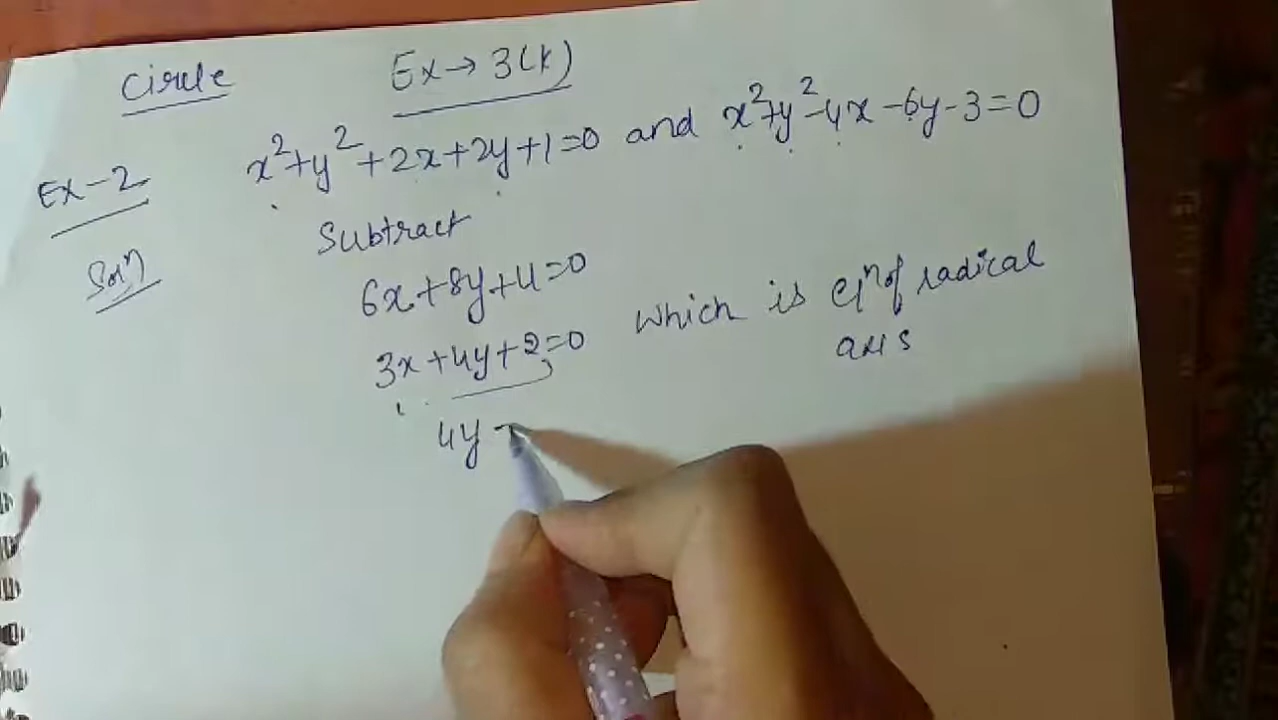 Circle Ex → 3(k)
Ex-2 x²+y²+2x+2y+1=0 and x²+y²-4x-6y-3=0
Solⁿ Subtract
6x+8y+4=0
3x+4y+2=0 which is eqⁿ of radical
axis
4y